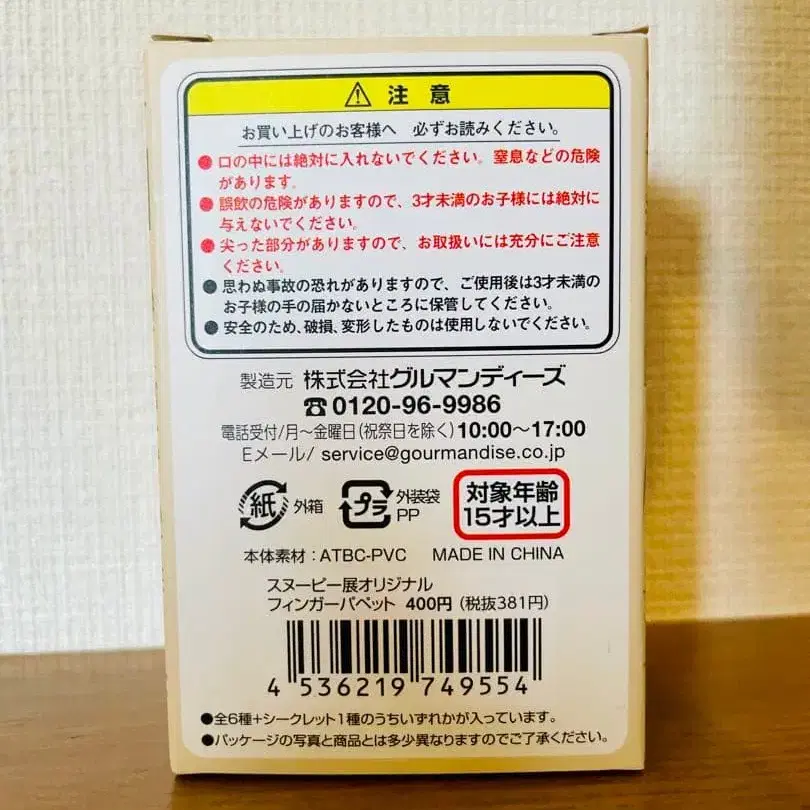 注意
お買い上げのお客様へ 必ずお読みください。
●口の中には絶対に入れないでください。窒息などの危険
があります。
●誤飲の危険がありますので、3才未満のお子様には絶対に
与えないでください。
●尖った部分がありますので、お取扱いには充分にご注意
ください。
●思わぬ事故の恐れがありますので、ご使用後は3才未満の
お子様の手の届かないところに保管してください。
●安全のため、破損、変形したものは使用しないでください。
製造元 株式会社グルマンディーズ
☎0120-96-9986
電話受付/月～金曜日(祝祭日を除く)10:00～17:00
Eメール/ service@gourmandise.co.jp
紙 外箱 プラ 外装袋
PP
対象年齢
15才以上
本体素材：ATBC-PVC MADE IN CHINA
スヌーピー展オリジナル
フィンガーパペット 400円(税抜381円)
4 536219 749554
●全6種+シークレット1種のうちいずれかが入っています。
●パッケージの写真と商品とは多少異なりますのでご了承ください。